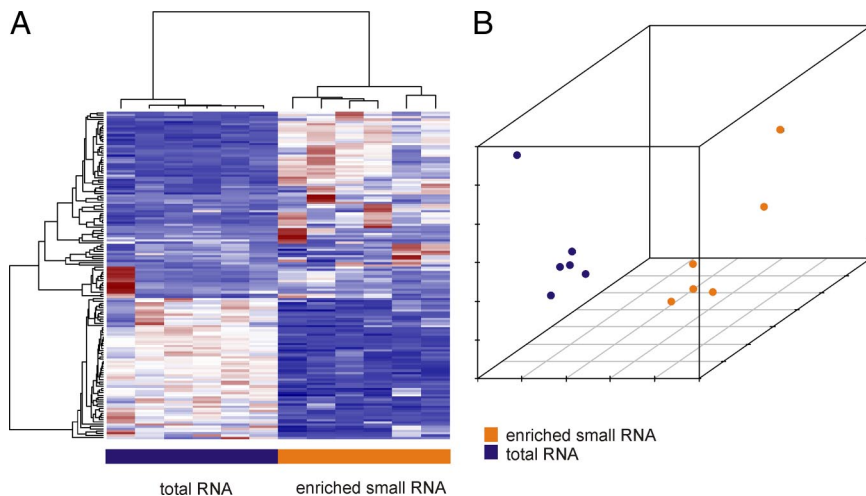 A
B
enriched small RNA
total RNA
total RNA
enriched small RNA